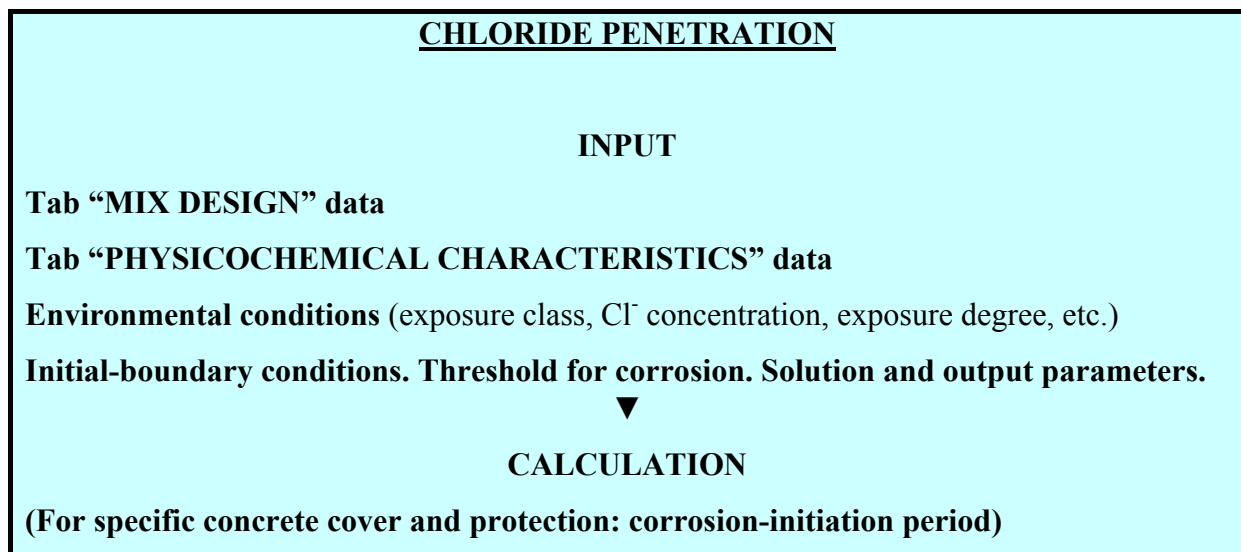 CHLORIDE PENETRATION
INPUT
Tab “MIX DESIGN” data
Tab “PHYSICOCHEMICAL CHARACTERISTICS” data
Environmental conditions (exposure class, Cl⁻ concentration, exposure degree, etc.)
Initial-boundary conditions. Threshold for corrosion. Solution and output parameters.
▼
CALCULATION
(For specific concrete cover and protection: corrosion-initiation period)